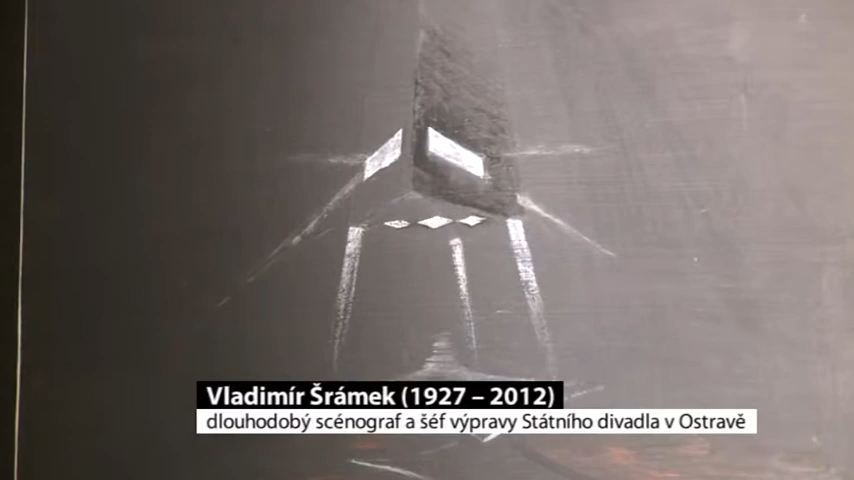 Vladimír Šrámek (1927 – 2012)
dlouhodobý scénograf a šéf výpravy Státního divadla v Ostravě